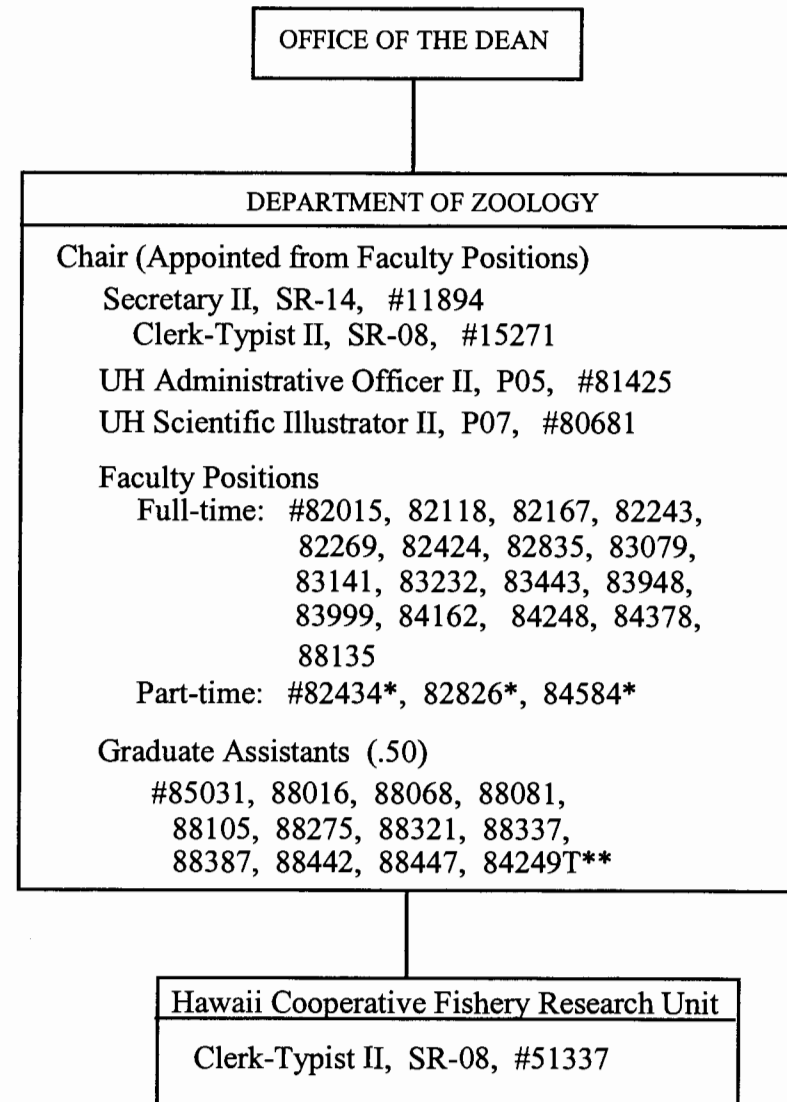 OFFICE OF THE DEAN
DEPARTMENT OF ZOOLOGY
Chair (Appointed from Faculty Positions)
Secretary II, SR-14, #11894
Clerk-Typist II, SR-08, #15271
UH Administrative Officer II, P05, #81425
UH Scientific Illustrator II, P07, #80681
Faculty Positions
Full-time: #82015, 82118, 82167, 82243,
82269, 82424, 82835, 83079,
83141, 83232, 83443, 83948,
83999, 84162, 84248, 84378,
88135
Part-time: #82434*, 82826*, 84584*
Graduate Assistants (.50)
#85031, 88016, 88068, 88081,
88105, 88275, 88321, 88337,
88387, 88442, 88447, 84249T**
Hawaii Cooperative Fishery Research Unit
Clerk-Typist II, SR-08, #51337